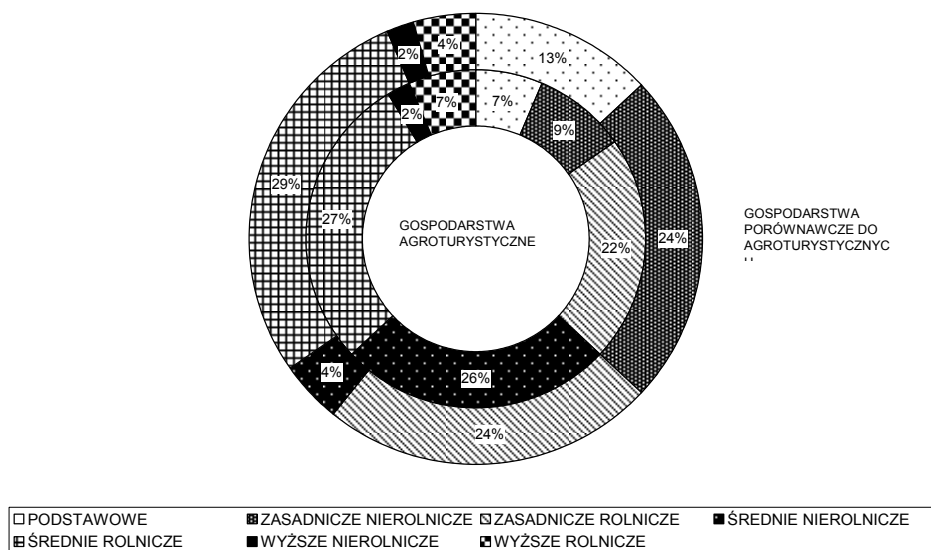 2%
4%
13%
2%
7%
7%
9%
29%
27%
GOSPODARSTWA
AGROTURYSTYCZNE
22%
24%
GOSPODARSTWA
PORÓWNAWCZE DO
AGROTURYSTYCZNYC
4%
26%
24%
PODSTAWOWE ZASADNICZE NIEROLNICZE ZASADNICZE ROLNICZE ŚREDNIE NIEROLNICZE
ŚREDNIE ROLNICZE WYŻSZE NIEROLNICZE WYŻSZE ROLNICZE